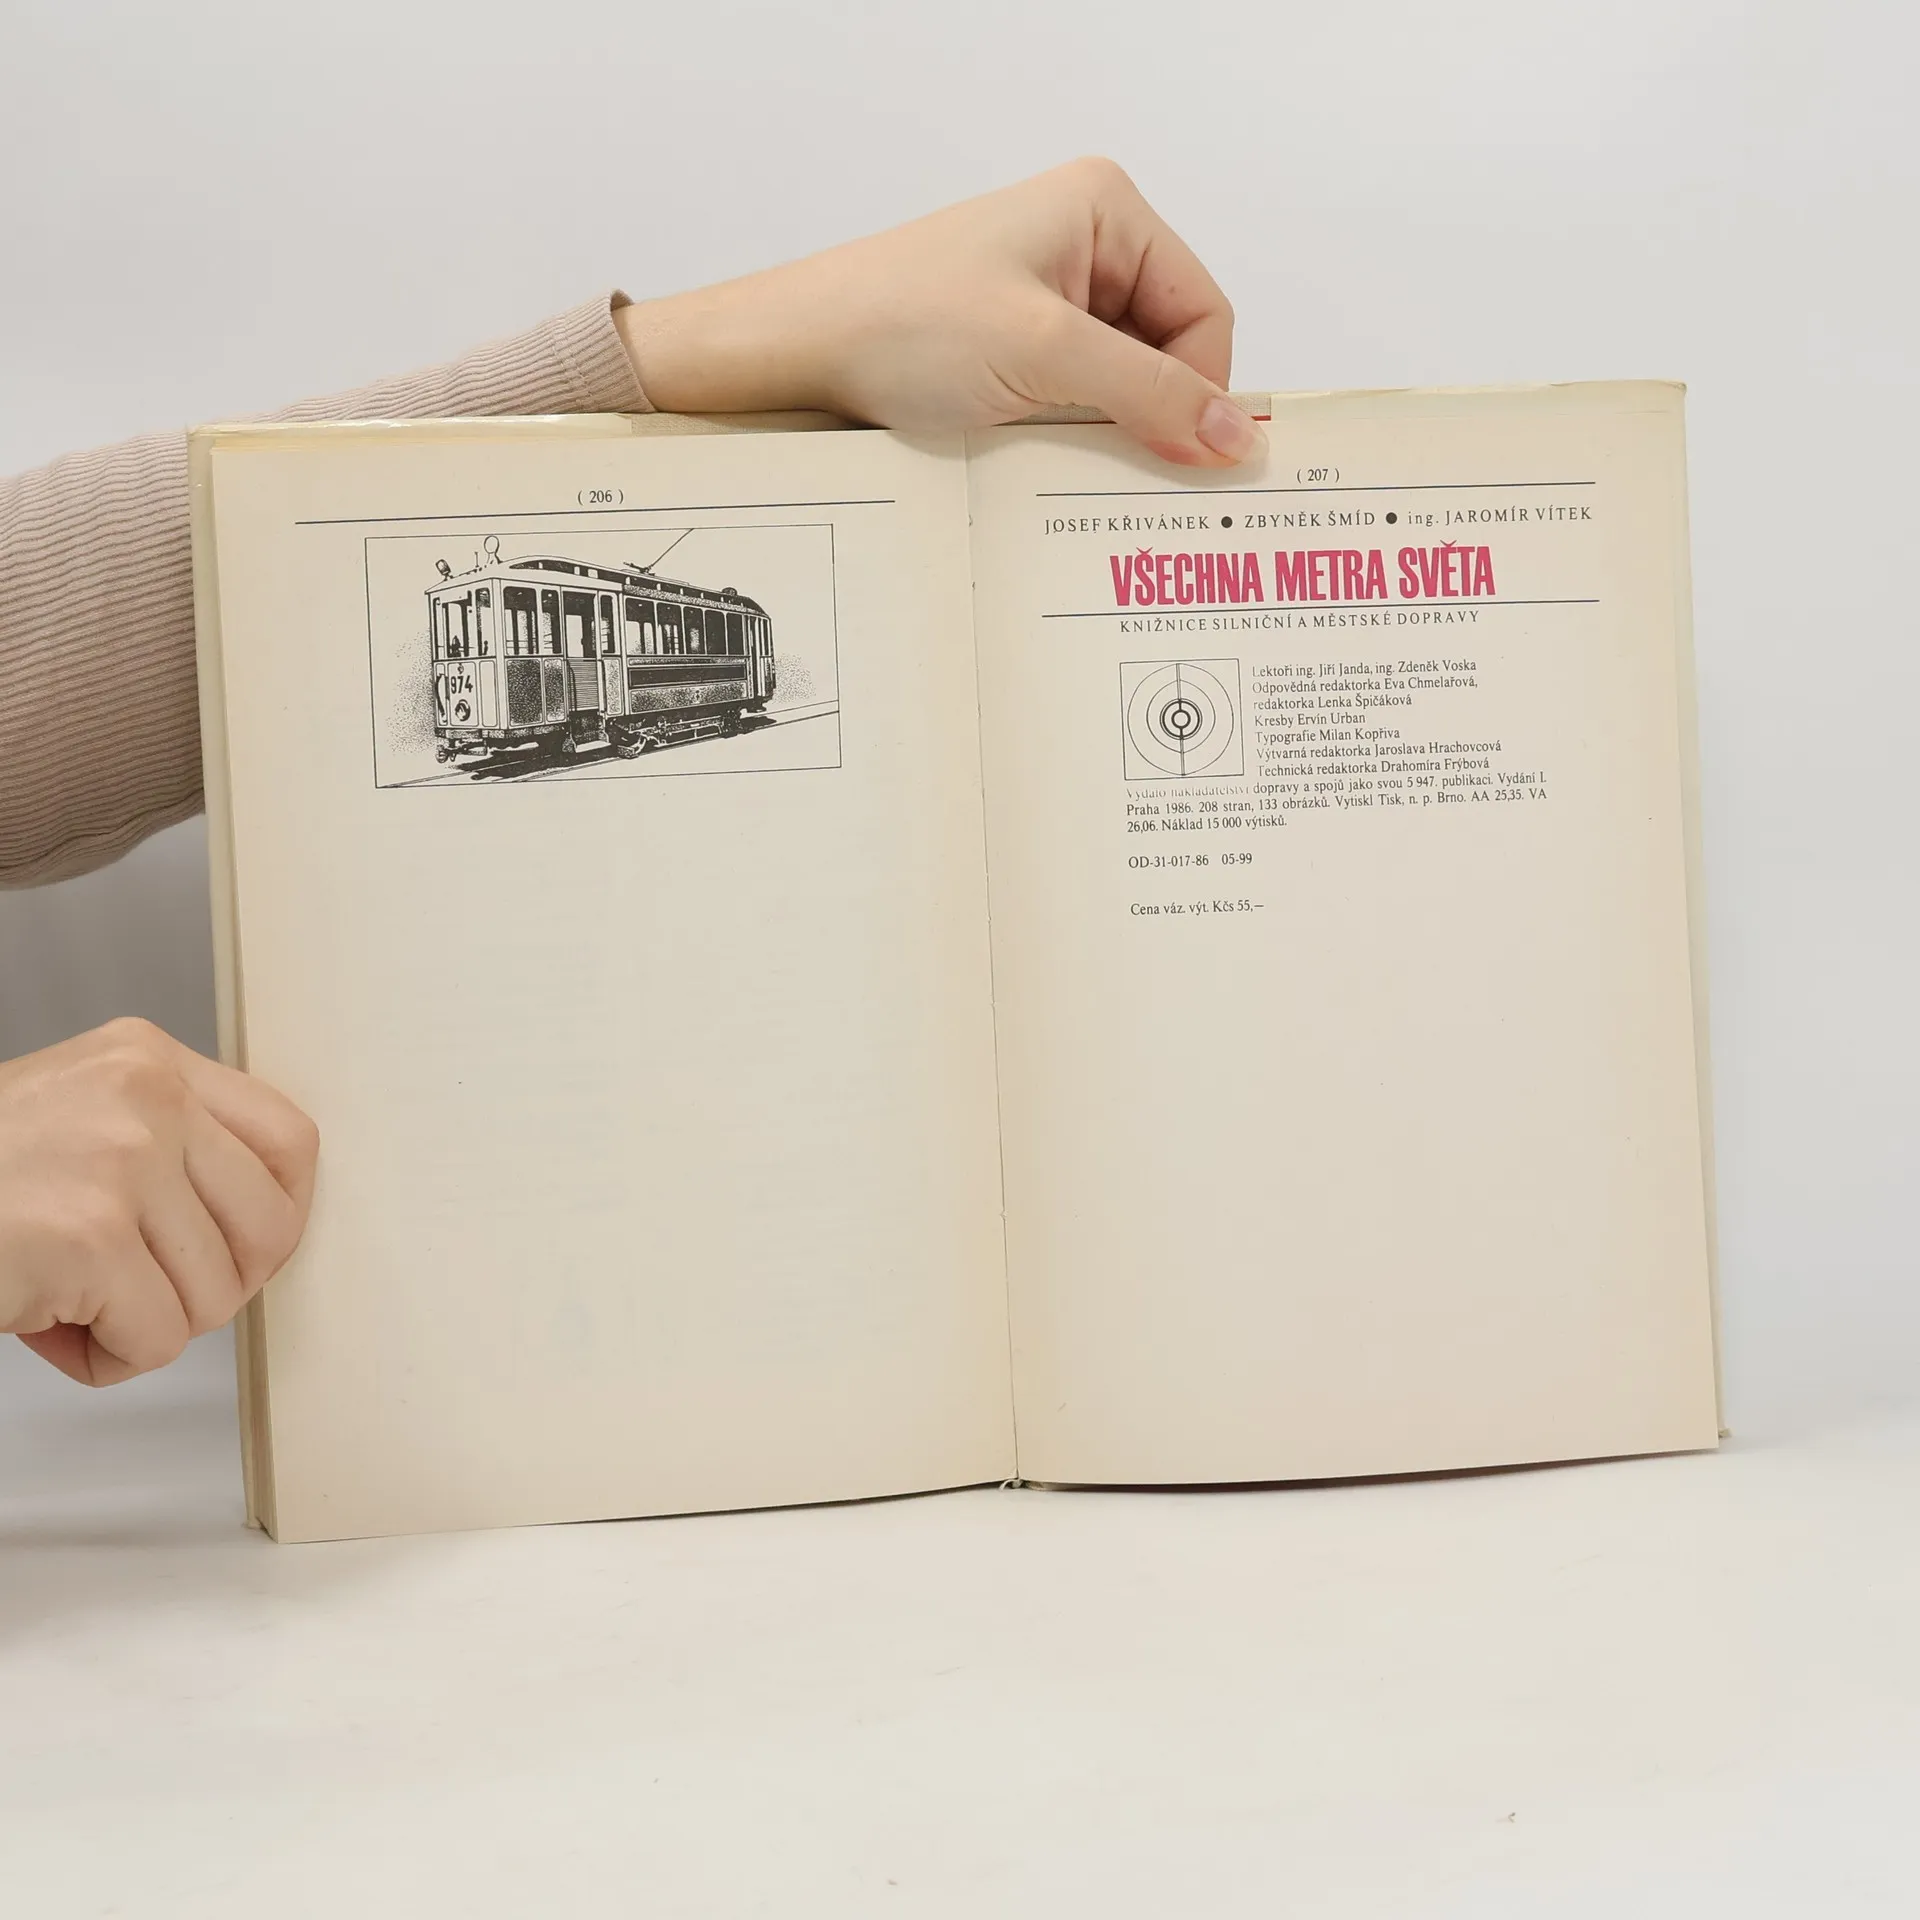 ( 206 )
974
( 207 )
JOSEF KŘIVÁNEK ● ZBYNĚK ŠMÍD ● ing. JAROMÍR VÍTEK
VŠECHNA METRA SVĚTA
KNIŽNICE SILNIČNÍ A MĚSTSKÉ DOPRAVY
Lektoři ing. Jiří Janda, ing. Zdeněk Voska
Odpovědná redaktorka Eva Chmelařová,
redaktorka Lenka Špičáková
Kresby Ervín Urban
Typografie Milan Kopřiva
Výtvarná redaktorka Jaroslava Hrachovcová
Technická redaktorka Drahomíra Frýbová
Vydalo nakladatelství dopravy a spojů jako svou 5 947. publikaci. Vydání I.
Praha 1986. 208 stran, 133 obrázků. Vytiskl Tisk, n. p. Brno. AA 25,35. VA
26,06. Náklad 15 000 výtisků.
OD-31-017-86 05-99
Cena váz. výt. Kčs 55,—